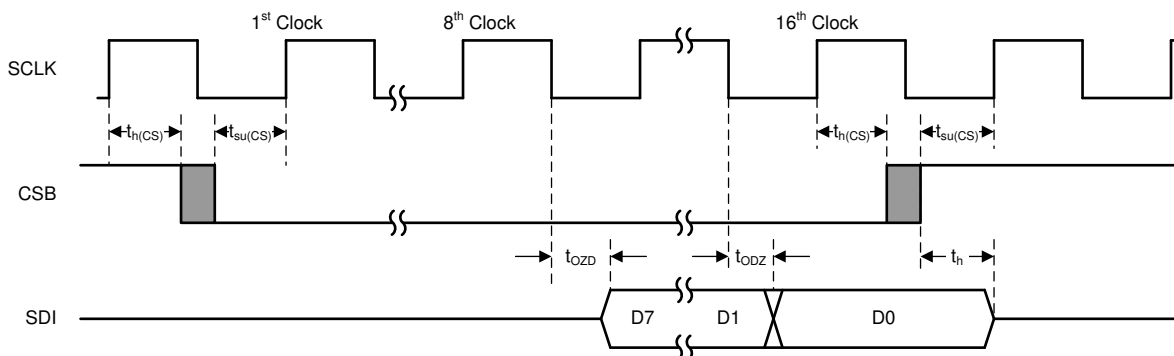 1st Clock 8th Clock 16th Clock
SCLK
th(CS) tsu(CS) th(CS) tsu(CS)
CSB
tOZD tODZ th
SDI D7 D1 D0